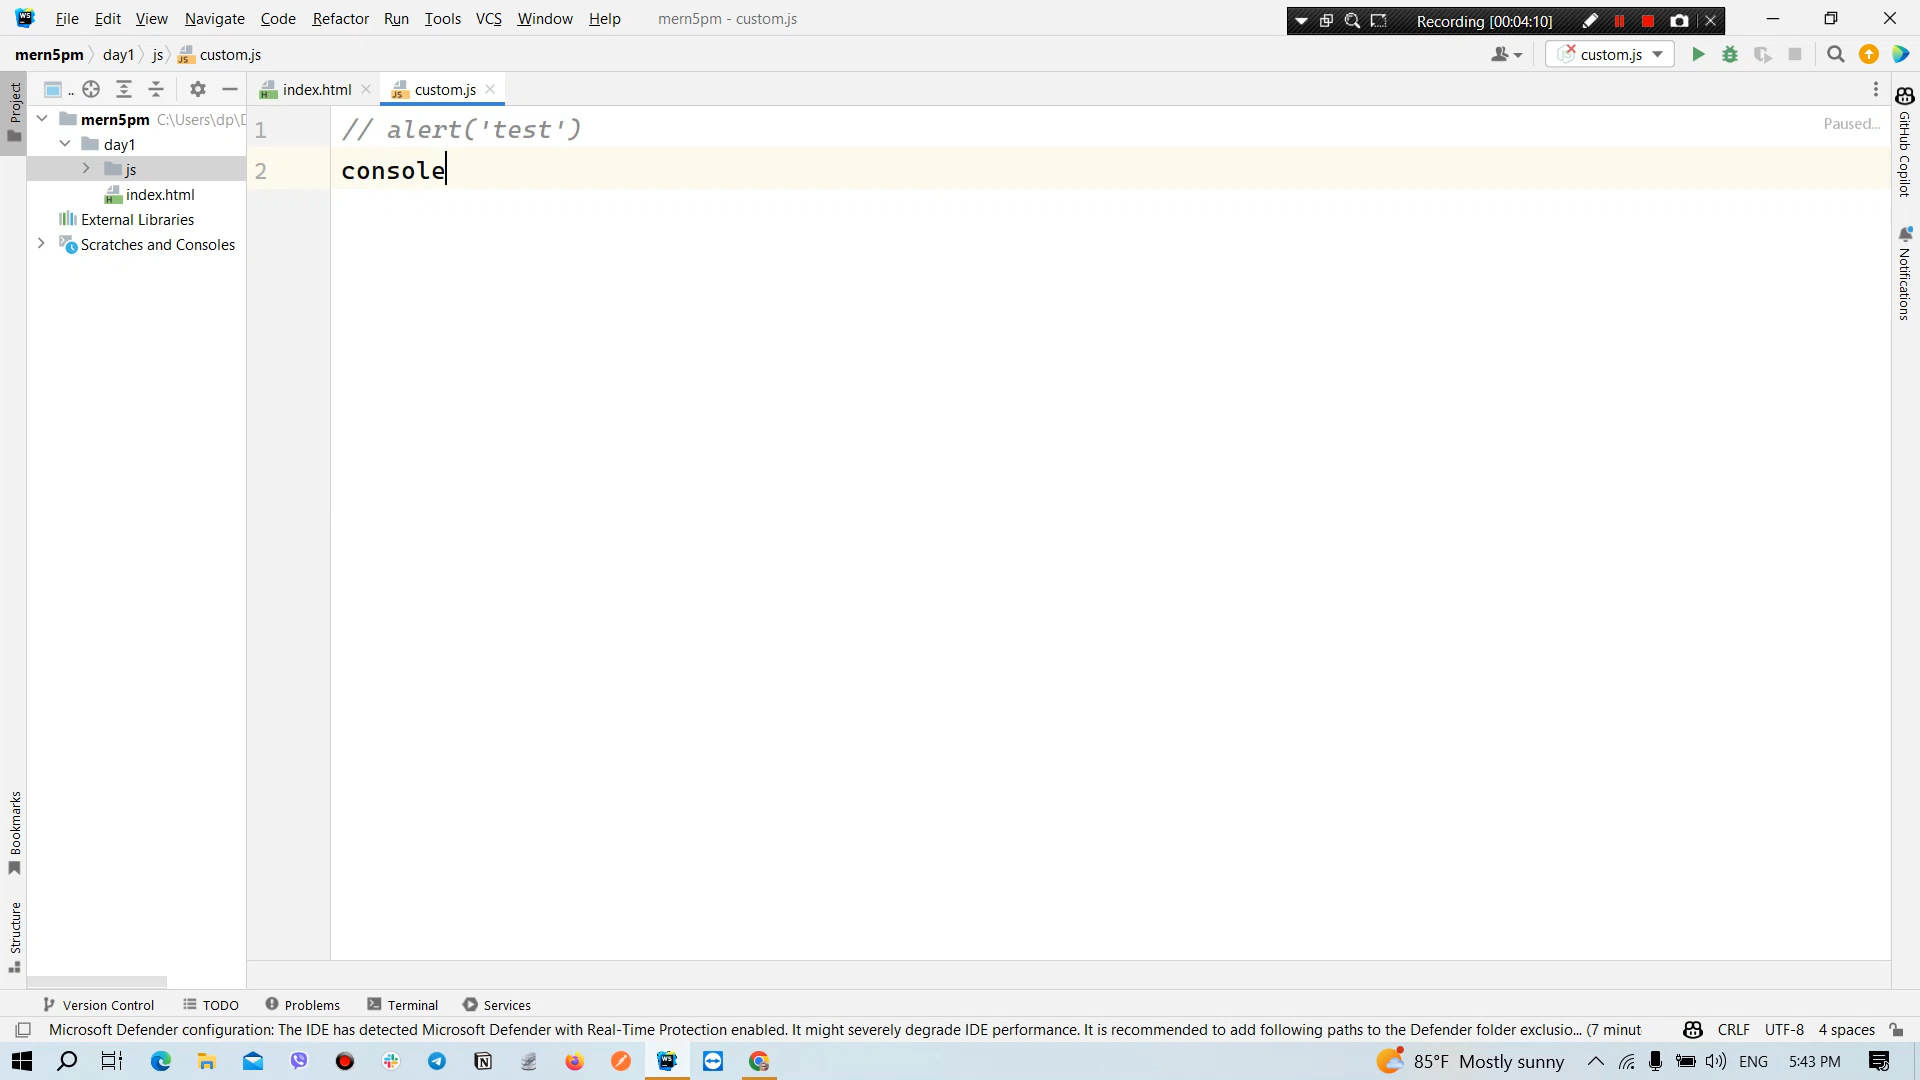 WS File Edit View Navigate Code Refactor Run Tools VCS Window Help mern5pm - custom.js Recording [00:04:10]
mern5pm day1 js custom.js custom.js
Project .. index.html custom.js
mern5pm C:\Users\dp\D
day1
js
index.html
External Libraries
Scratches and Consoles
1 // alert('test')
2 console
Paused...
GitHub Copilot
Notifications
Bookmarks
Structure
Version Control TODO Problems Terminal Services
Microsoft Defender configuration: The IDE has detected Microsoft Defender with Real-Time Protection enabled. It might severely degrade IDE performance. It is recommended to add following paths to the Defender folder exclusio... (7 minut CRLF UTF-8 4 spaces
85°F Mostly sunny ENG 5:43 PM